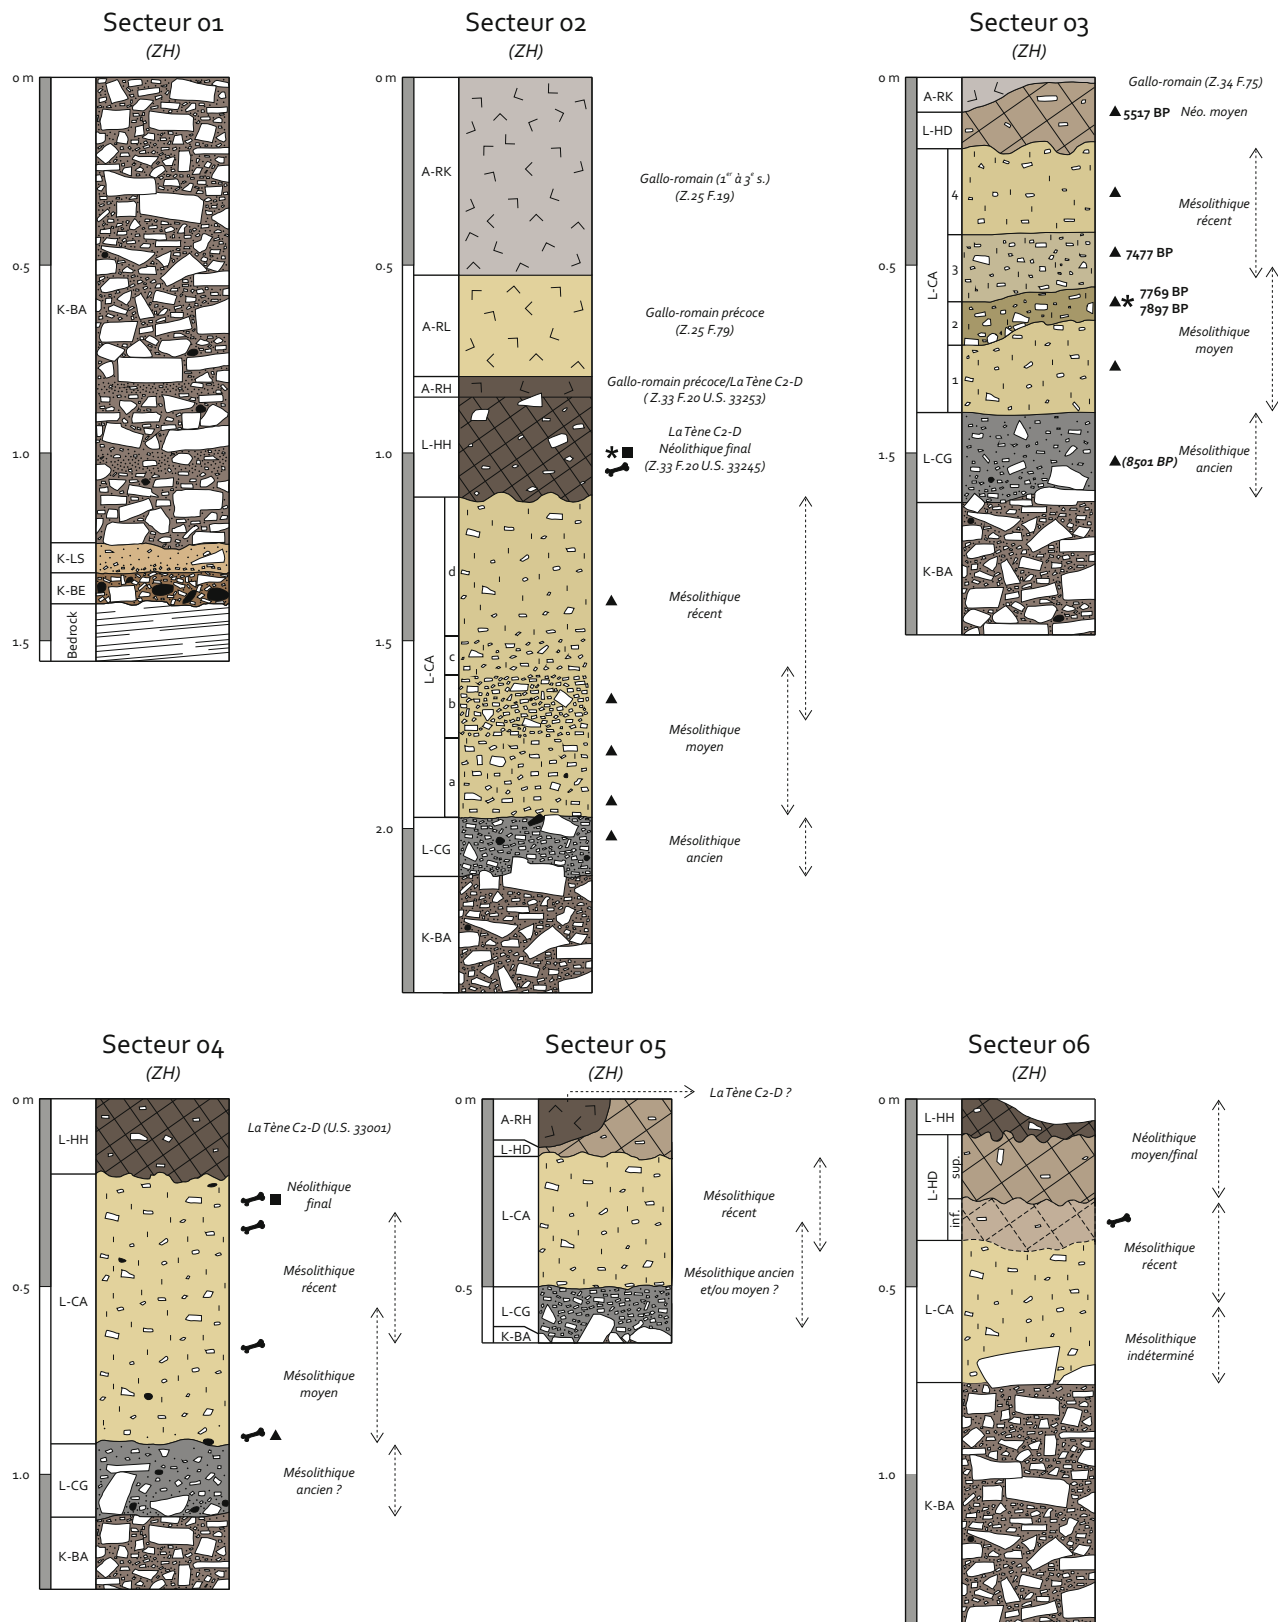 Secteur 01
(ZH)
0 m
0.5
1.0
1.5
K-BA
K-LS
K-BE
Bedrock
Secteur 02
(ZH)
0 m
0.5
1.0
1.5
2.0
A-RK
A-RL
A-RH
L-HH
L-CA
d
c
b
a
L-CG
K-BA
Gallo-romain (1er à 3e s.)
(Z.25 F.19)
Gallo-romain précoce
(Z.25 F.79)
Gallo-romain précoce/La Tène C2-D
( Z.33 F.20 U.S. 33253)
La Tène C2-D
Néolithique final
(Z.33 F.20 U.S. 33245)
*
Mésolithique
récent
Mésolithique
moyen
Mésolithique
ancien
Secteur 03
(ZH)
0 m
0.5
1.5
A-RK
L-HD
L-CA
4
3
2
1
L-CG
K-BA
Gallo-romain (Z.34 F.75)
5517 BP Néo. moyen
Mésolithique
récent
7477 BP
* 7769 BP
7897 BP
Mésolithique
moyen
(8501 BP)
Mésolithique
ancien
Secteur 04
(ZH)
0 m
0.5
1.0
L-HH
L-CA
L-CG
K-BA
La Tène C2-D (U.S. 33001)
Néolithique
final
Mésolithique
récent
Mésolithique
moyen
Mésolithique
ancien ?
Secteur 05
(ZH)
0 m
0.5
A-RH
L-HD
L-CA
L-CG
K-BA
La Tène C2-D ?
Mésolithique
récent
Mésolithique ancien
et/ou moyen ?
Secteur 06
(ZH)
0 m
0.5
1.0
L-HH
L-HD
sup.
inf.
L-CA
K-BA
Néolithique
moyen/final
Mésolithique
récent
Mésolithique
indéterminé